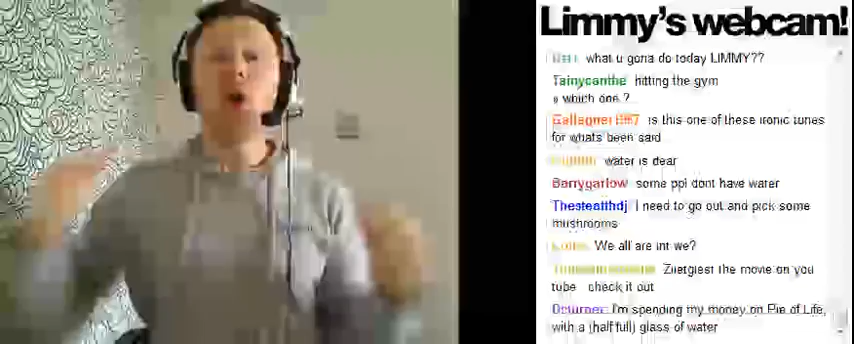 Limmy's webcam!
what u gona do today LIMMY??
hitting the gym
which one ?
is this one of these ironic tunes
for whats been said
water is dear
Barrygarlow some ppl dont have water
Thestealthdj I need to go out and pick some
mushrooms
We all are int we?
the movie on you
tube check it out
I'm spending my money on Pie of Life,
with a (half full) glass of water